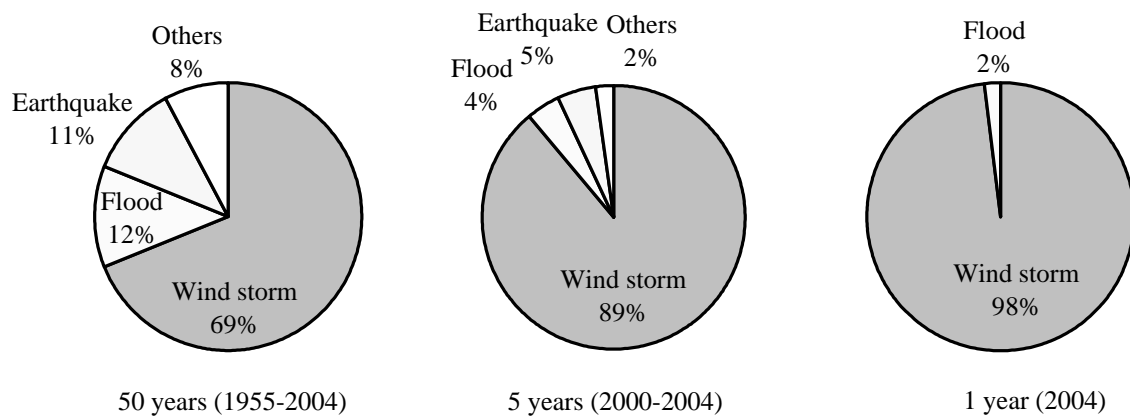 Others
8%
Earthquake
11%
Flood
12%
Wind storm
69%
50 years (1955-2004)
Earthquake Others
5% 2%
Flood
4%
Wind storm
89%
5 years (2000-2004)
Flood
2%
Wind storm
98%
1 year (2004)